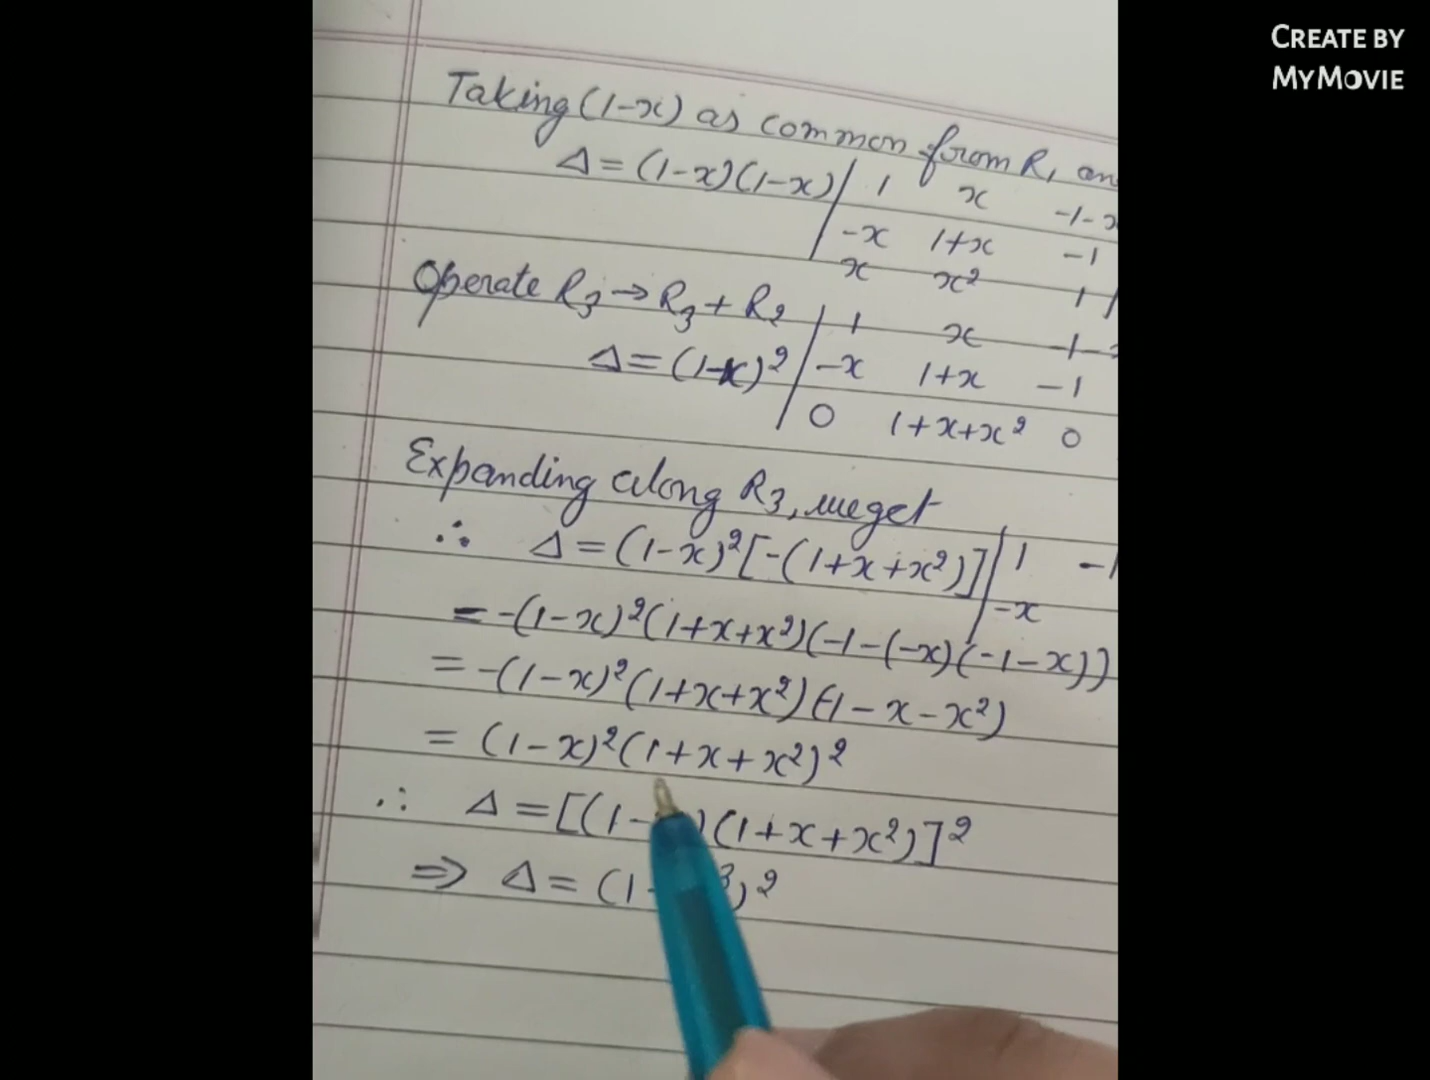 CREATE BY
MYMOVIE
Taking (1-x) as common from R₁ an
Δ = (1-x)(1-x) | 1 x -1-x
-x 1+x -1
x x² 1 |
Operate R₃ → R₃ + R₂
Δ = (1-x)² | 1 x -1-
-x 1+x -1
0 1+x+x² 0
Expanding along R₃, we get
∴ Δ = (1-x)²[-(1+x+x²)] | 1 -1
-x
= -(1-x)²(1+x+x²)(-1-(-x)(-1-x))
= -(1-x)²(1+x+x²)(-1-x-x²)
= (1-x)²(1+x+x²)²
∴ Δ = [(1- )(1+x+x²)]²
⇒ Δ = (1- ³)²